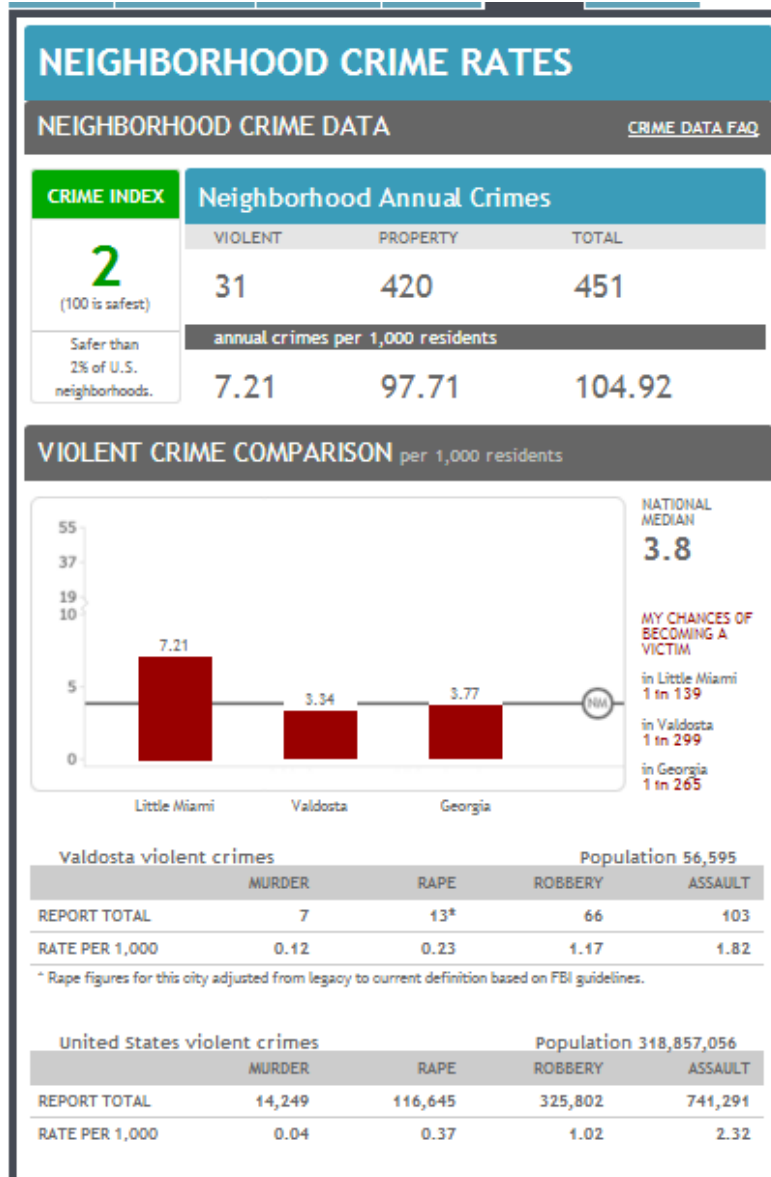 NEIGHBORHOOD CRIME RATES
NEIGHBORHOOD CRIME DATA CRIME DATA FAQ
CRIME INDEX
2
(100 is safest)
Safer than
2% of U.S.
neighborhoods.
Neighborhood Annual Crimes
VIOLENT PROPERTY TOTAL
31 420 451
annual crimes per 1,000 residents
7.21 97.71 104.92
VIOLENT CRIME COMPARISON per 1,000 residents
55
37
19
10
5
0
7.21
3.34
3.77
NM
Little Miami Valdosta Georgia
NATIONAL
MEDIAN
3.8
MY CHANCES OF
BECOMING A
VICTIM
in Little Miami
1 in 139
in Valdosta
1 in 299
in Georgia
1 in 265
Valdosta violent crimes Population 56,595
MURDER RAPE ROBBERY ASSAULT
REPORT TOTAL 7 13* 66 103
RATE PER 1,000 0.12 0.23 1.17 1.82
* Rape figures for this city adjusted from legacy to current definition based on FBI guidelines.
United States violent crimes Population 318,857,056
MURDER RAPE ROBBERY ASSAULT
REPORT TOTAL 14,249 116,645 325,802 741,291
RATE PER 1,000 0.04 0.37 1.02 2.32